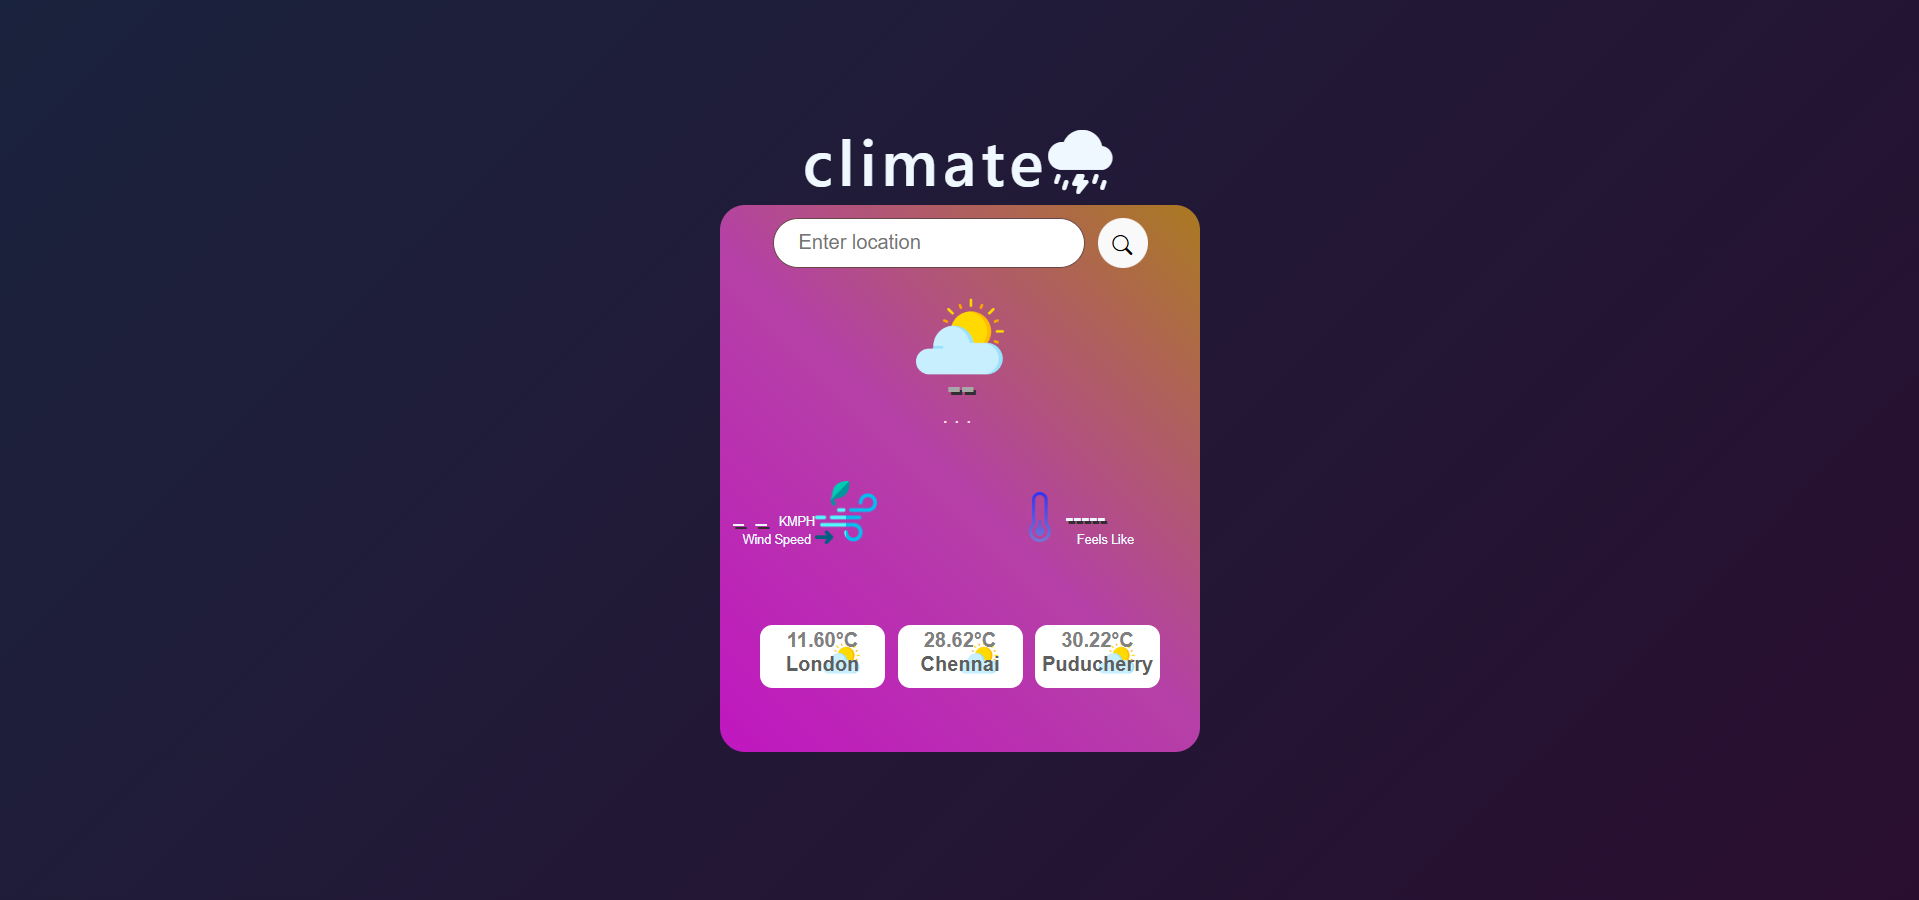 climate
Enter location
--
. . .
_ _ KMPH
Wind Speed
-----
Feels Like
11.60°C
London
28.62°C
Chennai
30.22°C
Puducherry